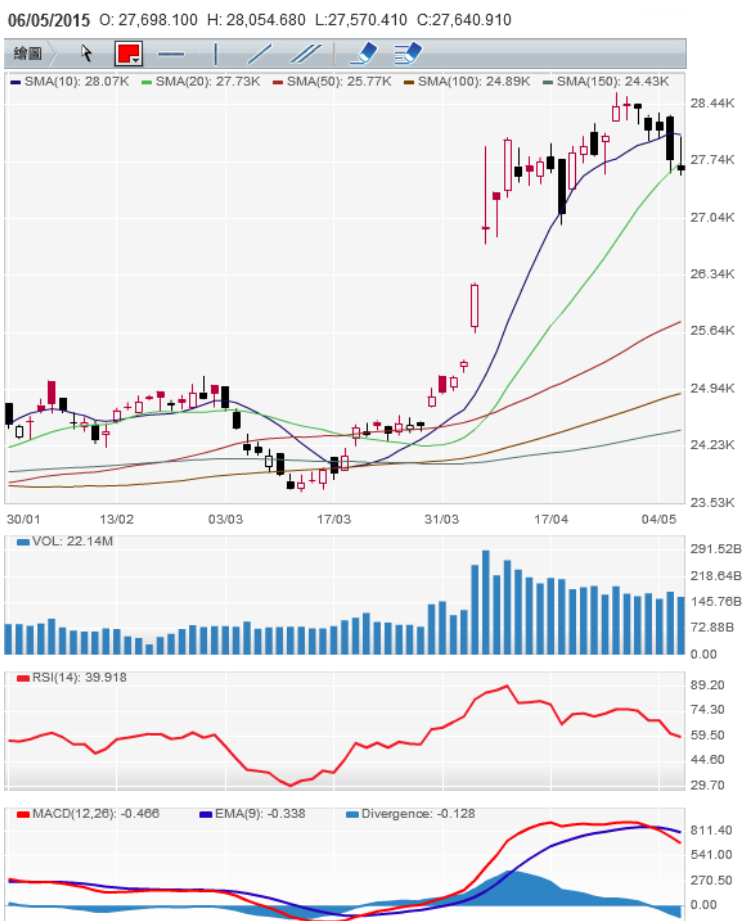 06/05/2015 O: 27,698.100 H: 28,054.680 L:27,570.410 C:27,640.910
繪圖
SMA(10): 28.07K SMA(20): 27.73K SMA(50): 25.77K SMA(100): 24.89K SMA(150): 24.43K
28.44K
27.74K
27.04K
26.34K
25.64K
24.94K
24.23K
23.53K
30/01 13/02 03/03 17/03 31/03 17/04 04/05
VOL: 22.14M
291.52B
218.64B
145.76B
72.88B
0.00
RSI(14): 39.918
89.20
74.30
59.50
44.60
29.70
MACD(12,26): -0.466 EMA(9): -0.338 Divergence: -0.128
811.40
541.00
270.50
0.00